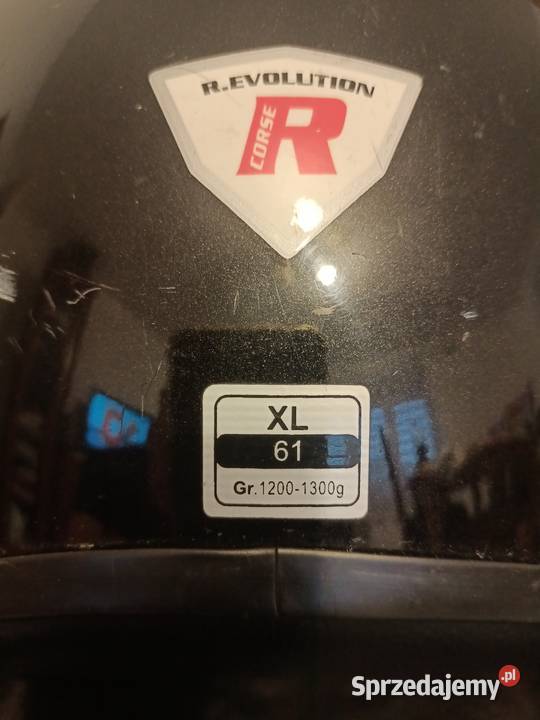 R.EVOLUTION
CORSE R
XL
61
Gr.1200-1300g
Sprzedajemy.pl